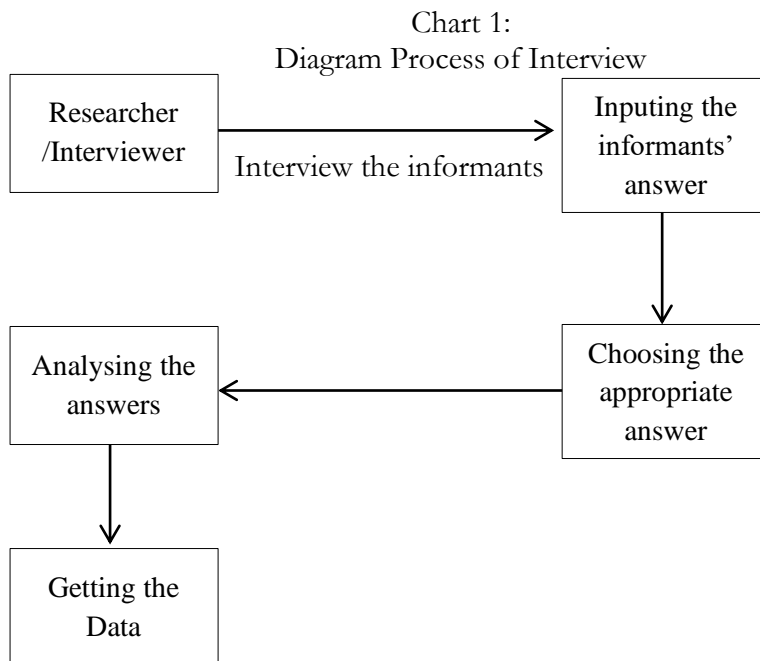 Chart 1:
Diagram Process of Interview
Researcher
/Interviewer
Interview the informants
Inputing the
informants’
answer
Choosing the
appropriate
answer
Analysing the
answers
Getting the
Data